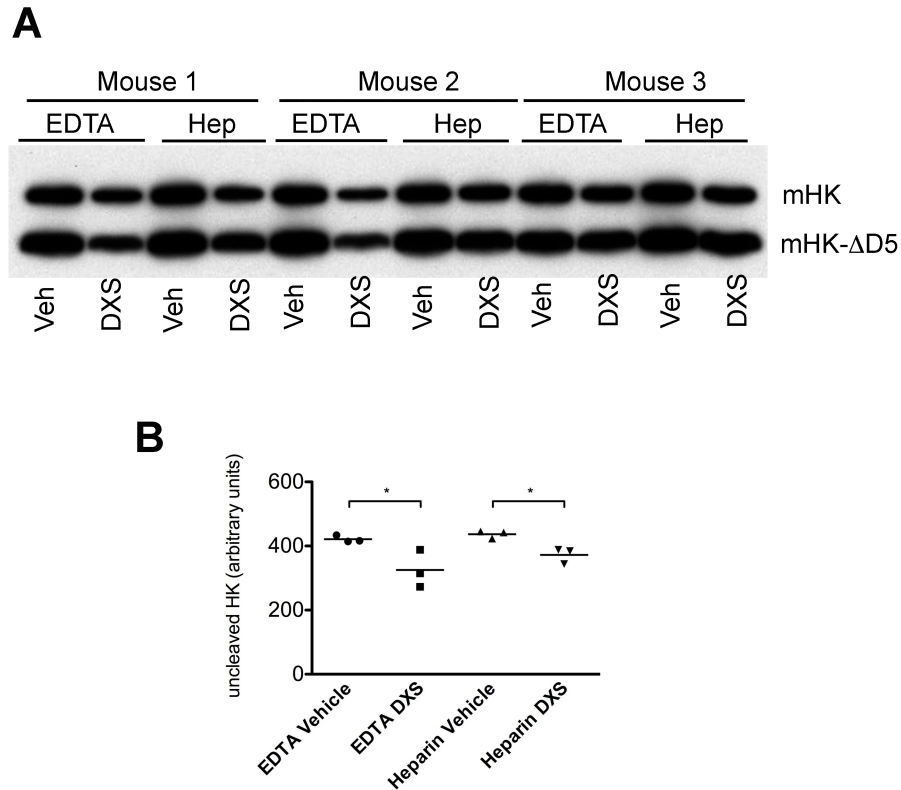 A
Mouse 1 Mouse 2 Mouse 3
EDTA Hep EDTA Hep EDTA Hep
mHK
mHK-ΔD5
Veh DXS Veh DXS Veh DXS Veh DXS Veh DXS Veh DXS
B
uncleaved HK (arbitrary units)
600
400
200
0
* *
EDTA Vehicle
EDTA DXS
Heparin Vehicle
Heparin DXS